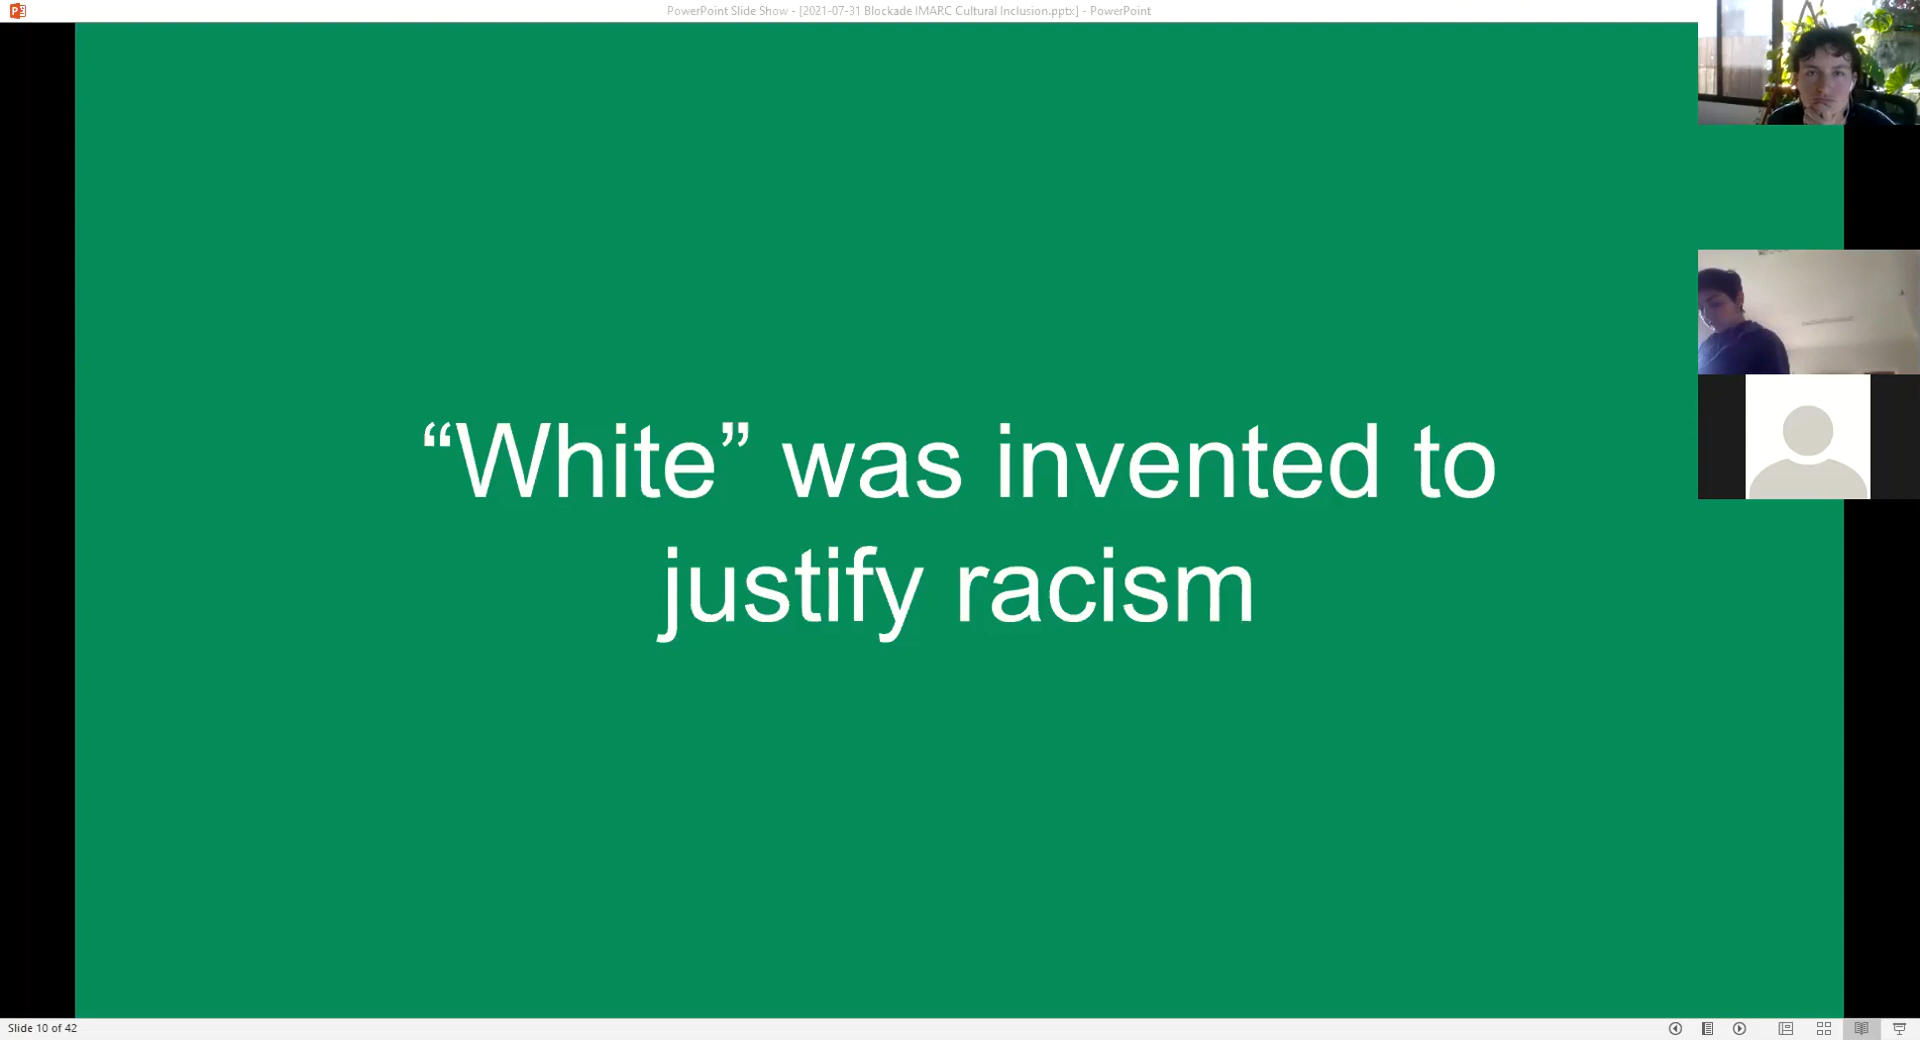 PowerPoint Slide Show - [2021-07-31 Blockade IMARC Cultural Inclusion.pptx] - PowerPoint
“White” was invented to
justify racism
Slide 10 of 42